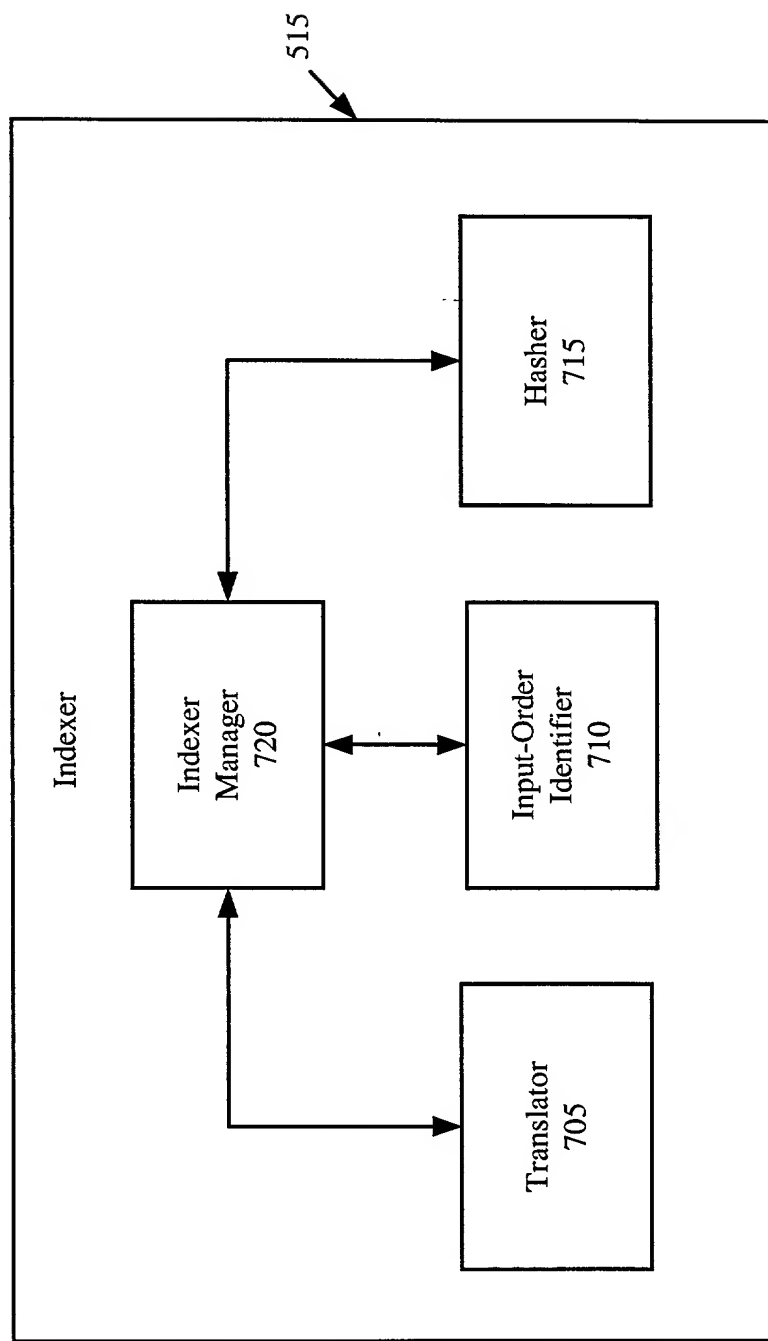 Indexer
515
Indexer
Manager
720
Translator
705
Input-Order
Identifier
710
Hasher
715